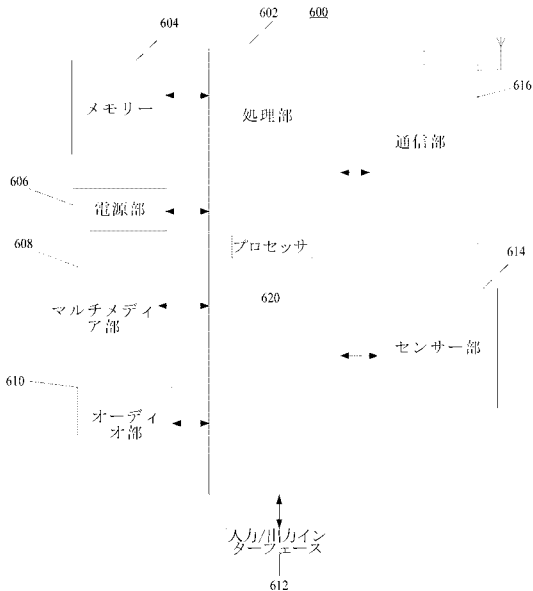 604
602
600
616
メモリー
処理部
通信部
606
電源部
608
プロセッサ
614
620
マルチメディ
ア部
センサー部
610
オーディ
オ部
入力/出力イン
ターフェース
612